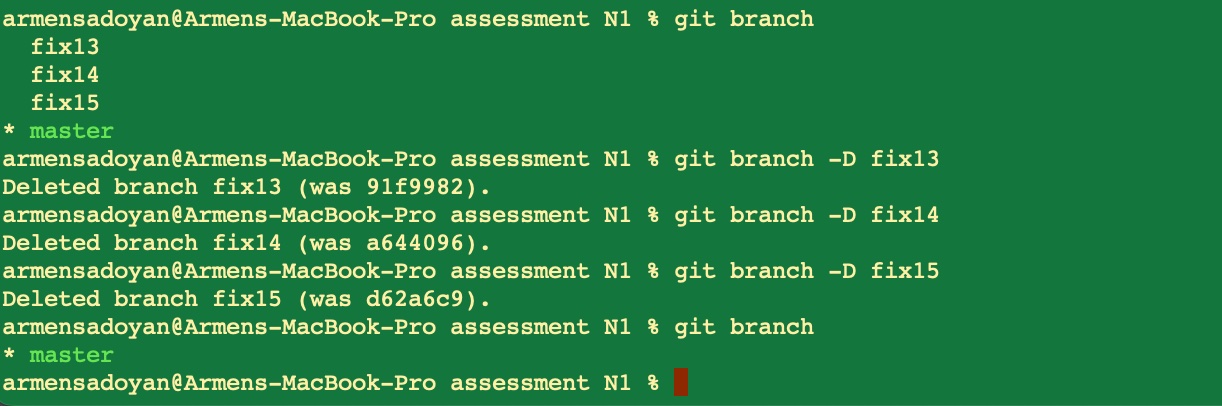 armensadoyan@Armens-MacBook-Pro assessment N1 % git branch
  fix13
  fix14
  fix15
* master
armensadoyan@Armens-MacBook-Pro assessment N1 % git branch -D fix13
Deleted branch fix13 (was 91f9982).
armensadoyan@Armens-MacBook-Pro assessment N1 % git branch -D fix14
Deleted branch fix14 (was a644096).
armensadoyan@Armens-MacBook-Pro assessment N1 % git branch -D fix15
Deleted branch fix15 (was d62a6c9).
armensadoyan@Armens-MacBook-Pro assessment N1 % git branch
* master
armensadoyan@Armens-MacBook-Pro assessment N1 %